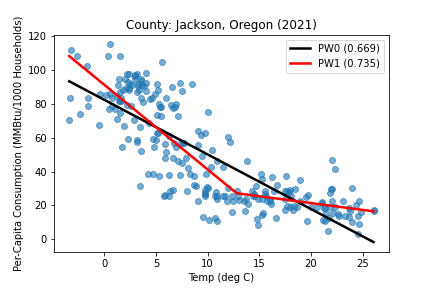 County: Jackson, Oregon (2021)
Per-Capita Consumption (MMBtu/1000 Households)
120
100
80
60
40
20
0
PW0 (0.669)
PW1 (0.735)
0 5 10 15 20 25
Temp (deg C)